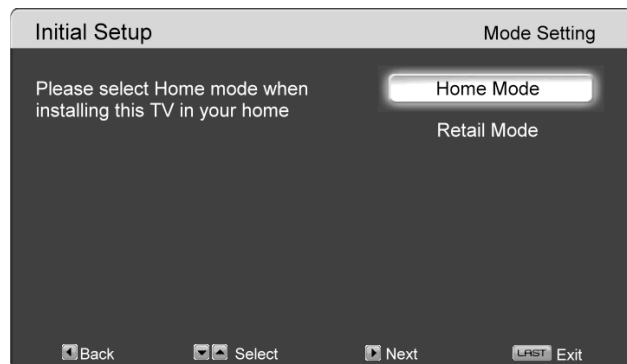 Initial Setup
Mode Setting
Please select Home mode when
installing this TV in your home
Home Mode
Retail Mode
Back
Select
Next
LAST Exit